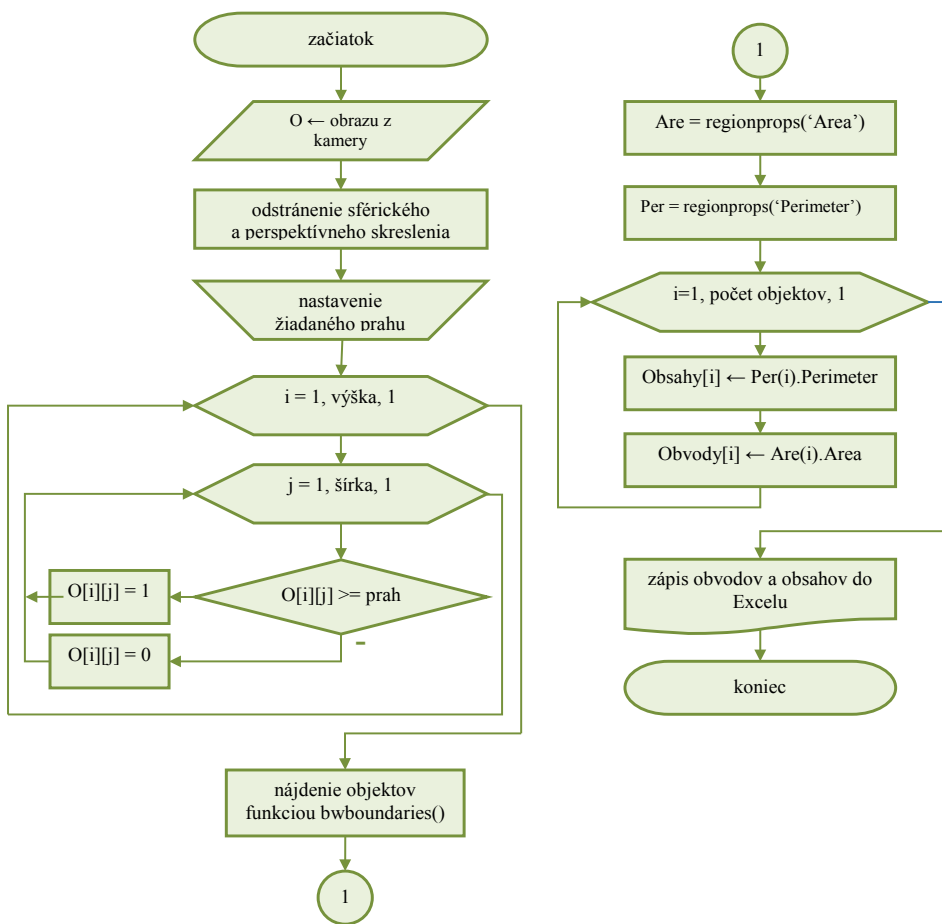 začiatok
O ← obrazu z
kamery
odstránenie sférického
a perspektívneho skreslenia
nastavenie
žiadaného prahu
i = 1, výška, 1
j = 1, šírka, 1
O[i][j] >= prah
O[i][j] = 1
-
O[i][j] = 0
nájdenie objektov
funkciou bwboundaries()
1
1
Are = regionprops(‘Area’)
Per = regionprops(‘Perimeter’)
i=1, počet objektov, 1
Obsahy[i] ← Per(i).Perimeter
Obvody[i] ← Are(i).Area
zápis obvodov a obsahov do
Excelu
koniec